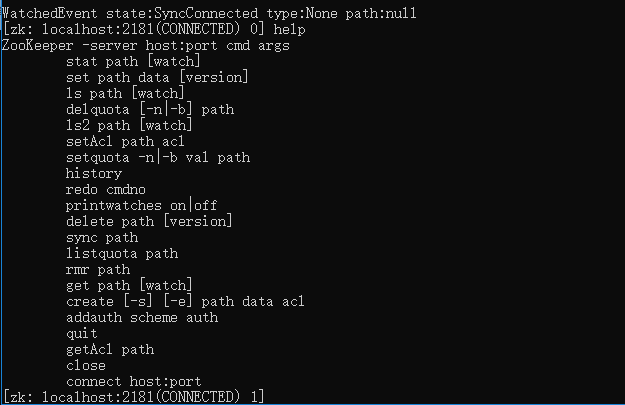 WatchedEvent state:SyncConnected type:None path:null
[zk: localhost:2181(CONNECTED) 0] help
ZooKeeper -server host:port cmd args
stat path [watch]
set path data [version]
ls path [watch]
delquota [-n|-b] path
ls2 path [watch]
setAcl path acl
setquota -n|-b val path
history
redo cmdno
printwatches on|off
delete path [version]
sync path
listquota path
rmr path
get path [watch]
create [-s] [-e] path data acl
addauth scheme auth
quit
getAcl path
close
connect host:port
[zk: localhost:2181(CONNECTED) 1]